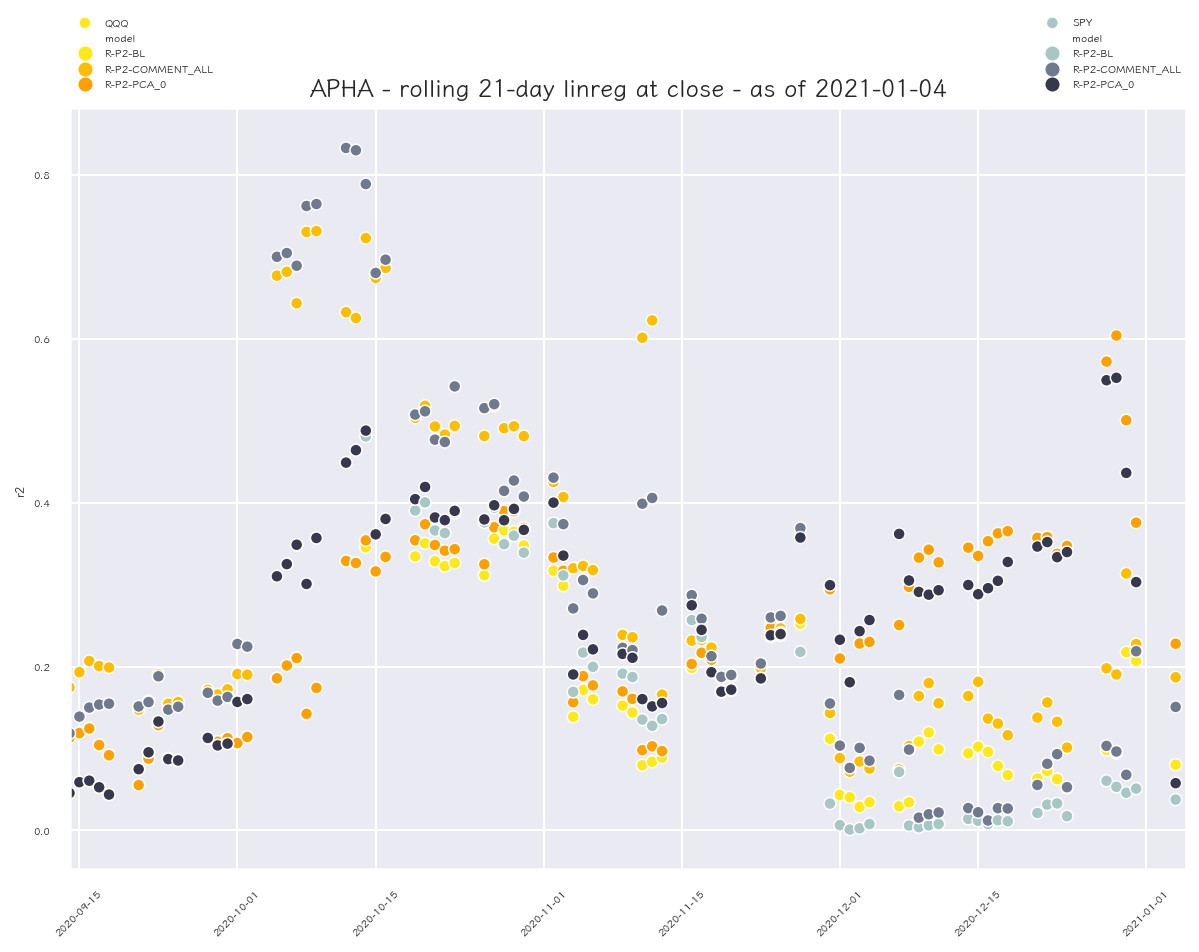 QQQ
model
R-P2-BL
R-P2-COMMENT_ALL
R-P2-PCA_0
SPY
model
R-P2-BL
R-P2-COMMENT_ALL
R-P2-PCA_0
APHA - rolling 21-day linreg at close - as of 2021-01-04
r2
0.8
0.6
0.4
0.2
0.0
2020-09-15
2020-10-01
2020-10-15
2020-11-01
2020-11-15
2020-12-01
2020-12-15
2021-01-01